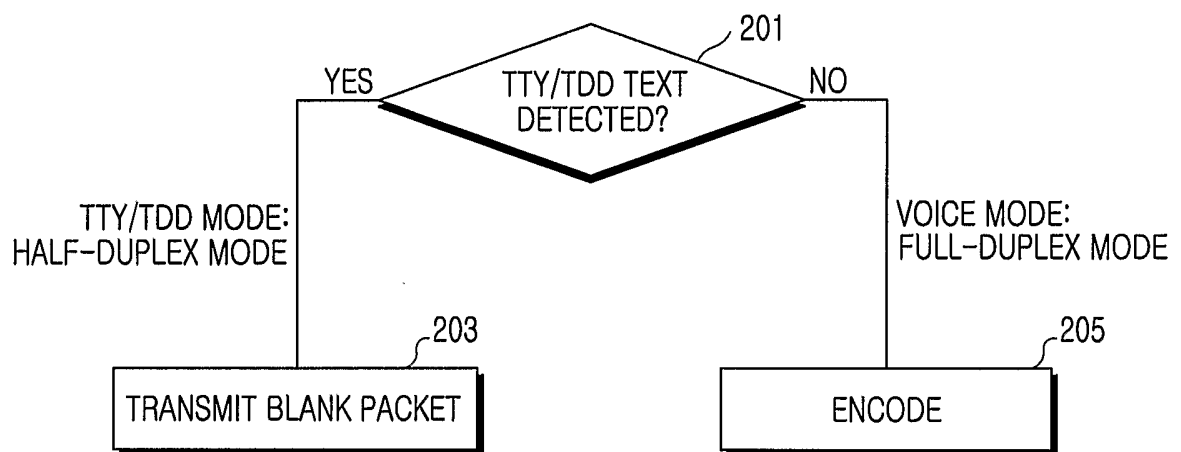 201
YES
TTY/TDD TEXT
DETECTED?
NO
TTY/TDD MODE:
HALF-DUPLEX MODE
VOICE MODE:
FULL-DUPLEX MODE
203
TRANSMIT BLANK PACKET
205
ENCODE